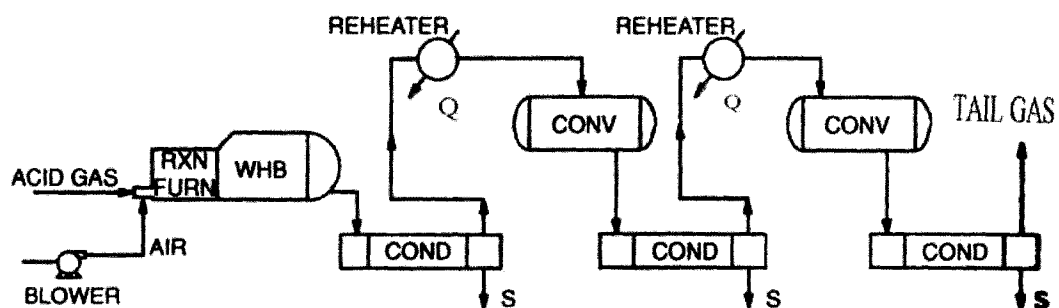 REHEATER
REHEATER
Q
Q
CONV
CONV
TAIL GAS
RXN
FURN
WHB
ACID GAS
AIR
BLOWER
COND
COND
COND
S
S
S